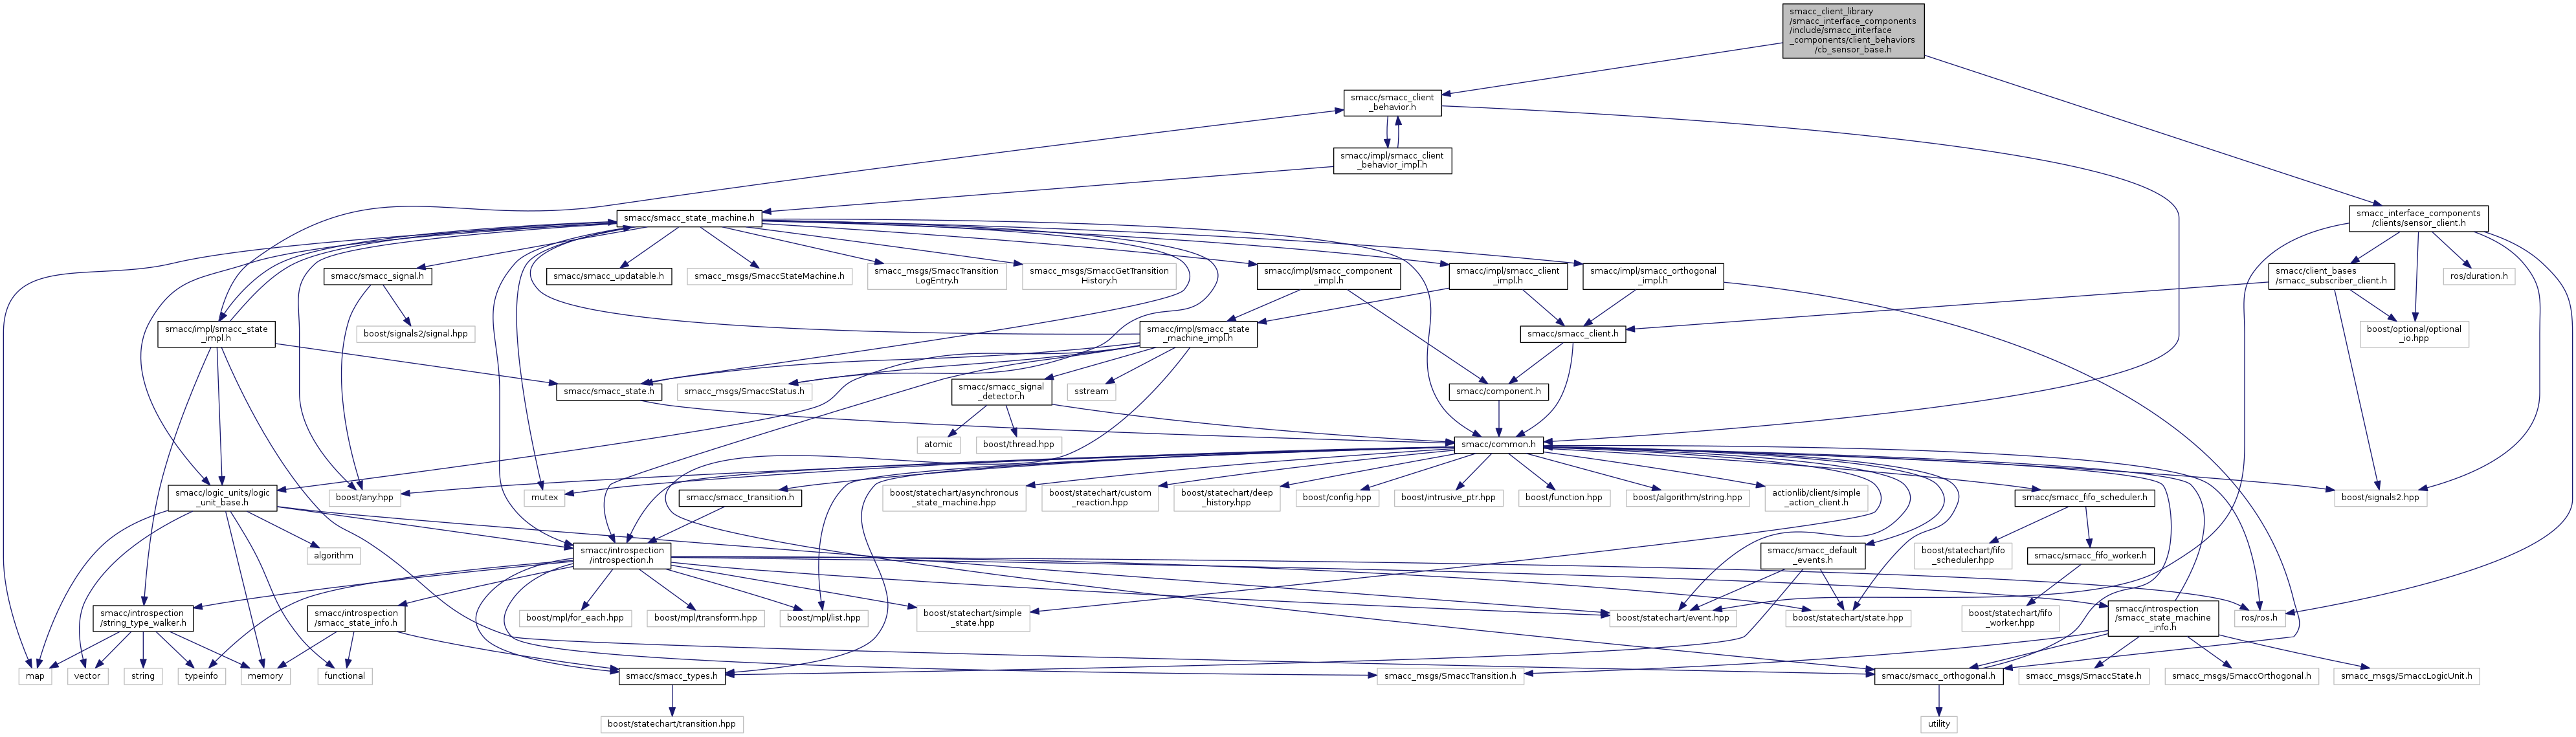 smacc_client_library
/smacc_interface_components
/include/smacc_interface
_components/client_behaviors
/cb_sensor_base.h
smacc/smacc_client
_behavior.h
smacc/impl/smacc_client
_behavior_impl.h
smacc/smacc_state_machine.h
smacc_interface_components
/clients/sensor_client.h
smacc/smacc_signal.h
smacc/smacc_updatable.h
smacc_msgs/SmaccStateMachine.h
smacc_msgs/SmaccTransition
LogEntry.h
smacc_msgs/SmaccGetTransition
History.h
smacc/impl/smacc_component
_impl.h
smacc/impl/smacc_client
_impl.h
smacc/impl/smacc_orthogonal
_impl.h
smacc/client_bases
/smacc_subscriber_client.h
ros/duration.h
smacc/impl/smacc_state
_impl.h
boost/signals2/signal.hpp
smacc/impl/smacc_state
_machine_impl.h
smacc/smacc_client.h
boost/optional/optional
_io.hpp
smacc/smacc_state.h
smacc_msgs/SmaccStatus.h
smacc/smacc_signal
_detector.h
sstream
smacc/component.h
atomic
boost/thread.hpp
smacc/common.h
smacc/logic_units/logic
_unit_base.h
boost/any.hpp
mutex
smacc/smacc_transition.h
boost/statechart/asynchronous
_state_machine.hpp
boost/statechart/custom
_reaction.hpp
boost/statechart/deep
_history.hpp
boost/config.hpp
boost/intrusive_ptr.hpp
boost/function.hpp
boost/algorithm/string.hpp
actionlib/client/simple
_action_client.h
smacc/smacc_fifo_scheduler.h
boost/signals2.hpp
algorithm
smacc/introspection
/introspection.h
smacc/smacc_default
_events.h
boost/statechart/fifo
_scheduler.hpp
smacc/smacc_fifo_worker.h
smacc/introspection
/string_type_walker.h
smacc/introspection
/smacc_state_info.h
boost/mpl/for_each.hpp
boost/mpl/transform.hpp
boost/mpl/list.hpp
boost/statechart/simple
_state.hpp
boost/statechart/event.hpp
boost/statechart/state.hpp
boost/statechart/fifo
_worker.hpp
smacc/introspection
/smacc_state_machine
_info.h
ros/ros.h
map
vector
string
typeinfo
memory
functional
smacc/smacc_types.h
smacc_msgs/SmaccTransition.h
smacc/smacc_orthogonal.h
smacc_msgs/SmaccState.h
smacc_msgs/SmaccOrthogonal.h
smacc_msgs/SmaccLogicUnit.h
boost/statechart/transition.hpp
utility